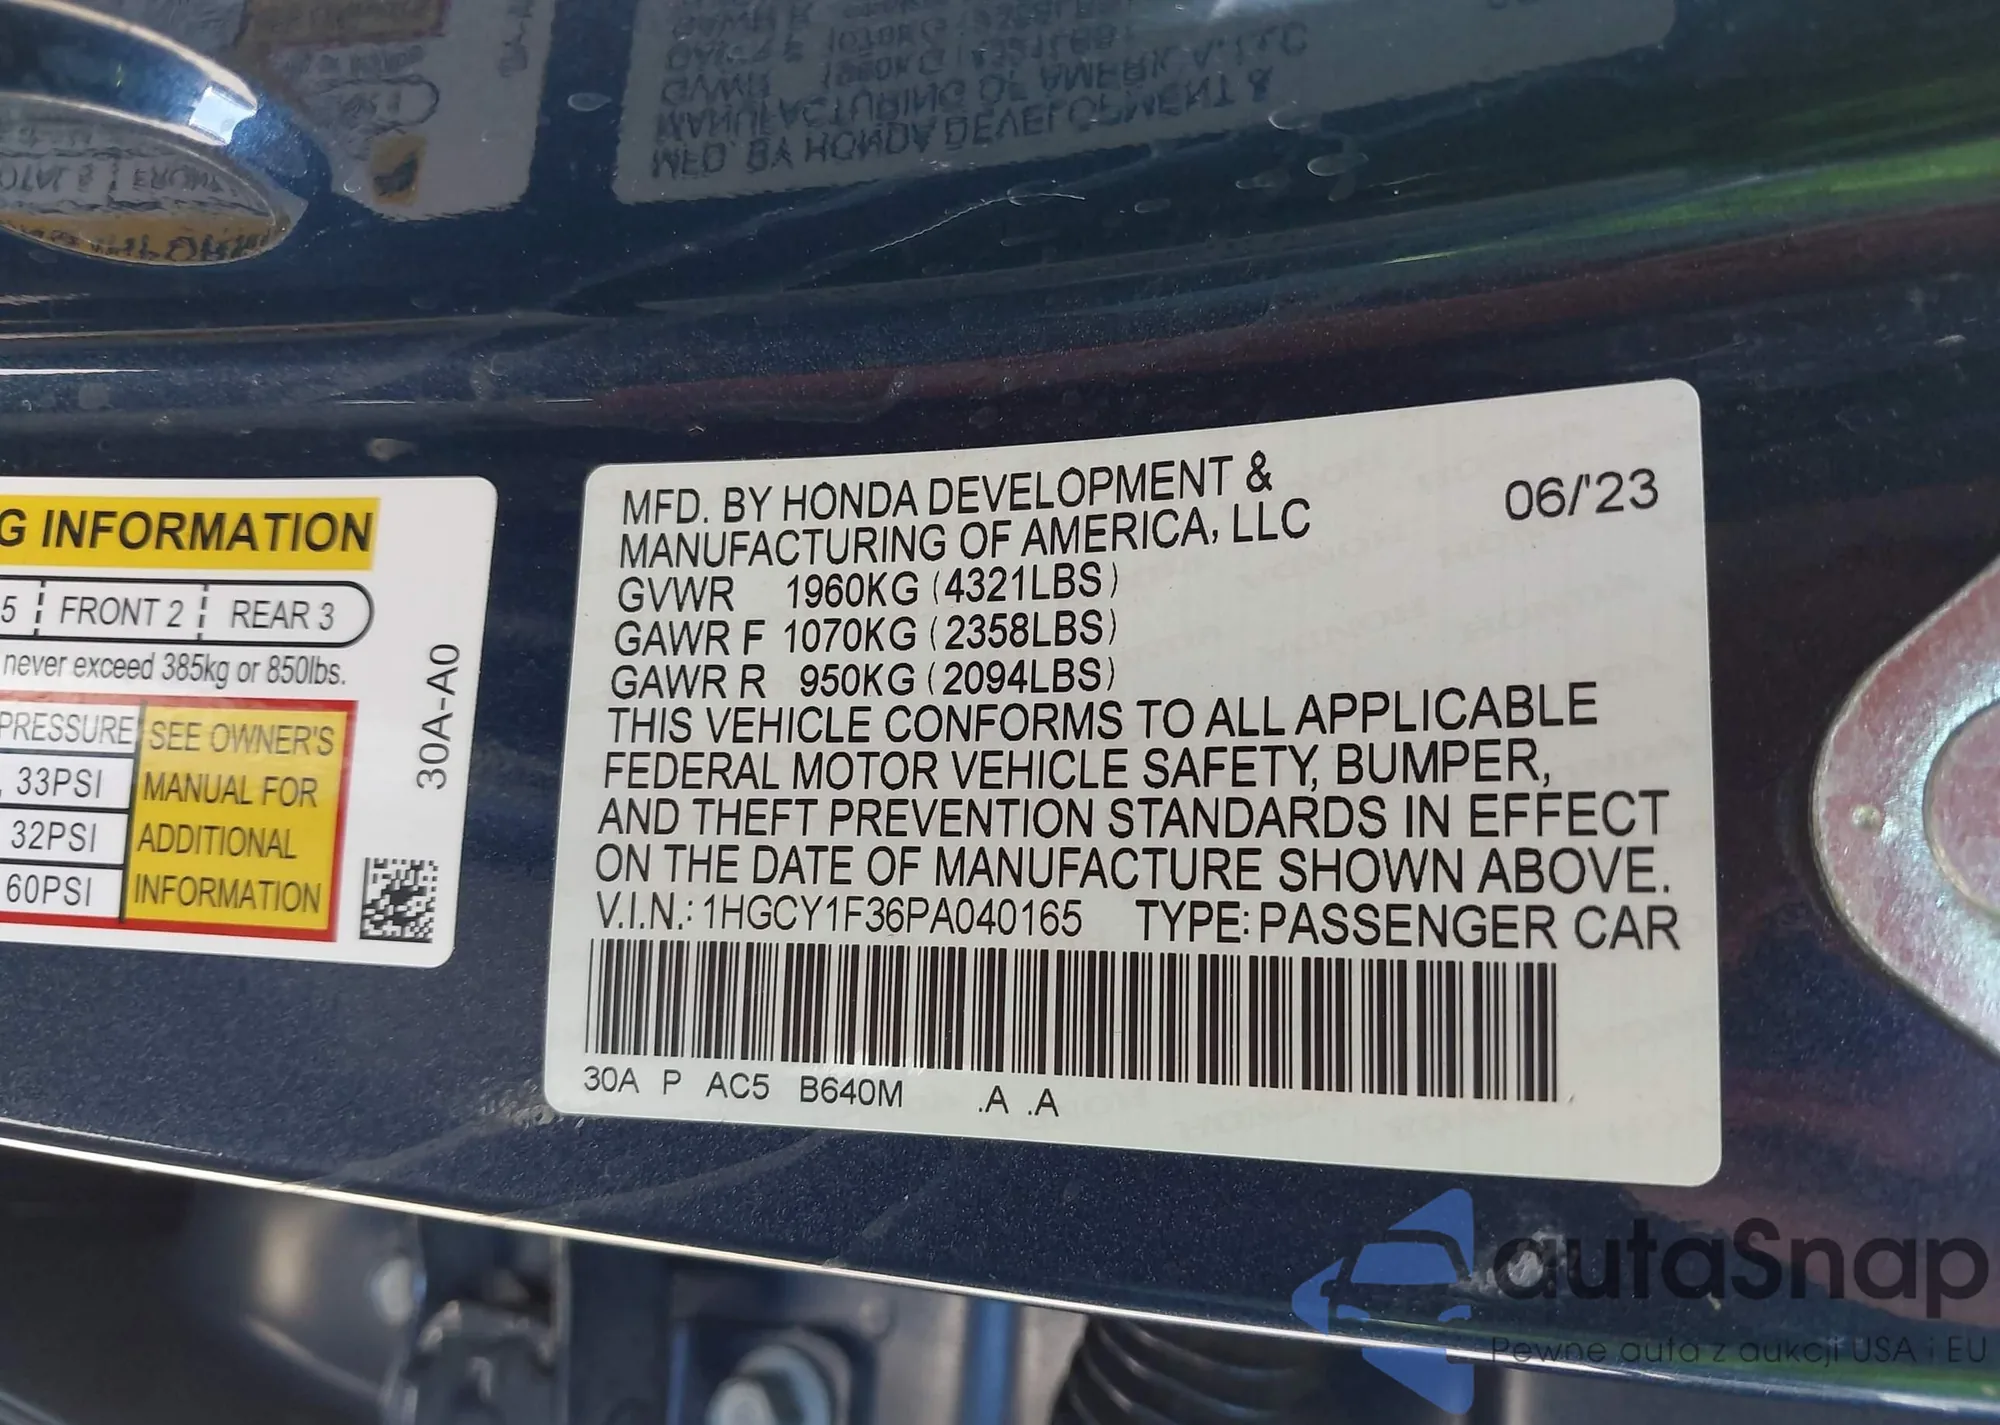 G INFORMATION
5 FRONT 2 REAR 3
never exceed 385kg or 850lbs.
PRESSURE
33PSI
32PSI
60PSI
SEE OWNER'S
MANUAL FOR
ADDITIONAL
INFORMATION
30A-A0
MFD. BY HONDA DEVELOPMENT &
MANUFACTURING OF AMERICA, LLC
06/'23
GVWR 1960KG (4321LBS)
GAWR F 1070KG (2358LBS)
GAWR R 950KG (2094LBS)
THIS VEHICLE CONFORMS TO ALL APPLICABLE
FEDERAL MOTOR VEHICLE SAFETY, BUMPER,
AND THEFT PREVENTION STANDARDS IN EFFECT
ON THE DATE OF MANUFACTURE SHOWN ABOVE.
V.I.N.: 1HGCY1F36PA040165 TYPE: PASSENGER CAR
30A P AC5 B640M .A .A
autaSnap
Pewne auta z aukcji USA i EU